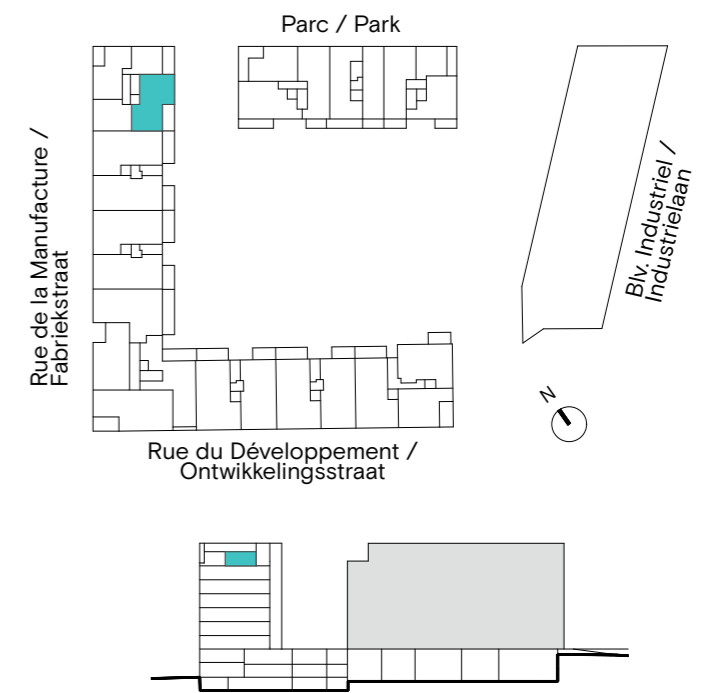 Parc / Park
Rue de la Manufacture /
Fabriekstraat
Blv. Industriel /
Industrielaan
N
Rue du Développement /
Ontwikkelingsstraat